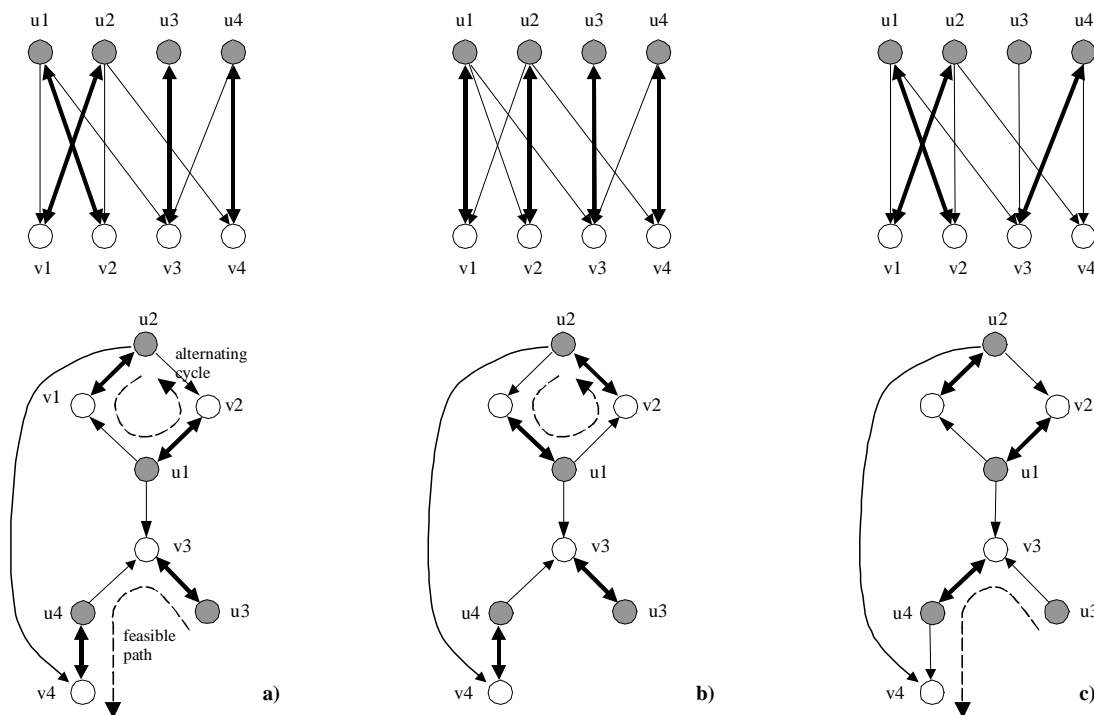 u1 u2 u3 u4
v1 v2 v3 v4
u1 u2 u3 u4
v1 v2 v3 v4
u1 u2 u3 u4
v1 v2 v3 v4
u2
alternating
cycle
v1
v2
u1
v3
u4
u3
feasible
path
v4
a)
u2
v2
u1
v3
u4
u3
v4
b)
u2
v2
u1
v3
u4
u3
v4
c)